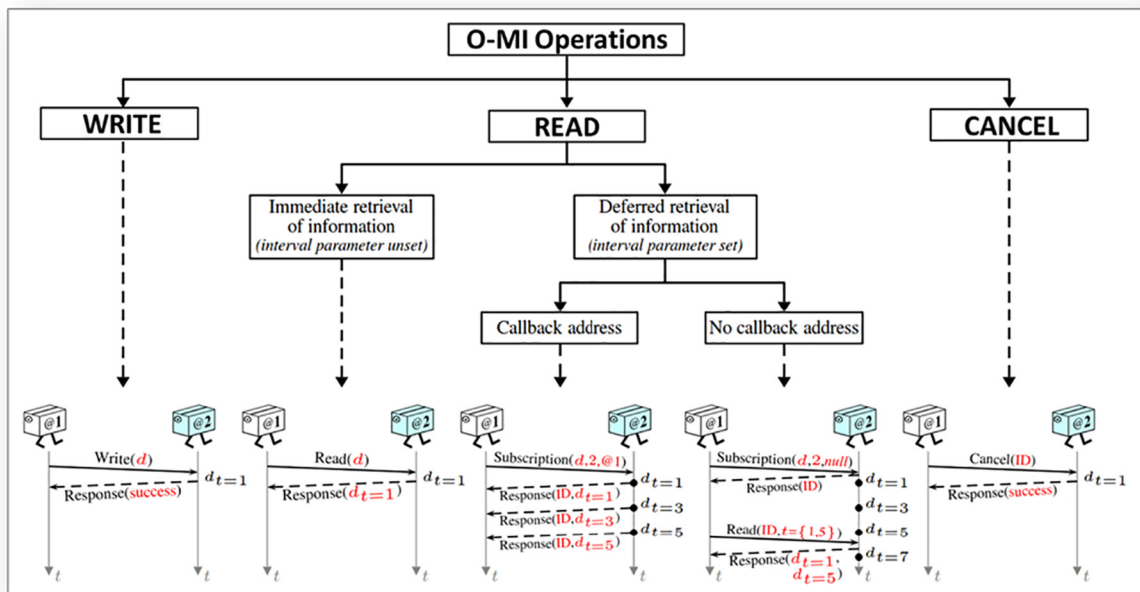 O-MI Operations
WRITE
READ
CANCEL
Immediate retrieval
of information
(interval parameter unset)
Deferred retrieval
of information
(interval parameter set)
Callback address
No callback address
@1
@2
Write(d)
d t=1
Response(success)
t
t
@1
@2
Read(d)
d t=1
Response(d t=1)
t
t
@1
@2
Subscription(d,2,@1)
d t=1
Response(ID,d t=1)
d t=3
Response(ID,d t=3)
d t=5
Response(ID,d t=5)
t
t
@1
@2
Subscription(d,2,null)
d t=1
Response(ID)
d t=3
Read(ID,t={1,5})
d t=5
d t=7
Response(d t=1,
d t=5)
t
t
@1
@2
Cancel(ID)
d t=1
Response(success)
t
t